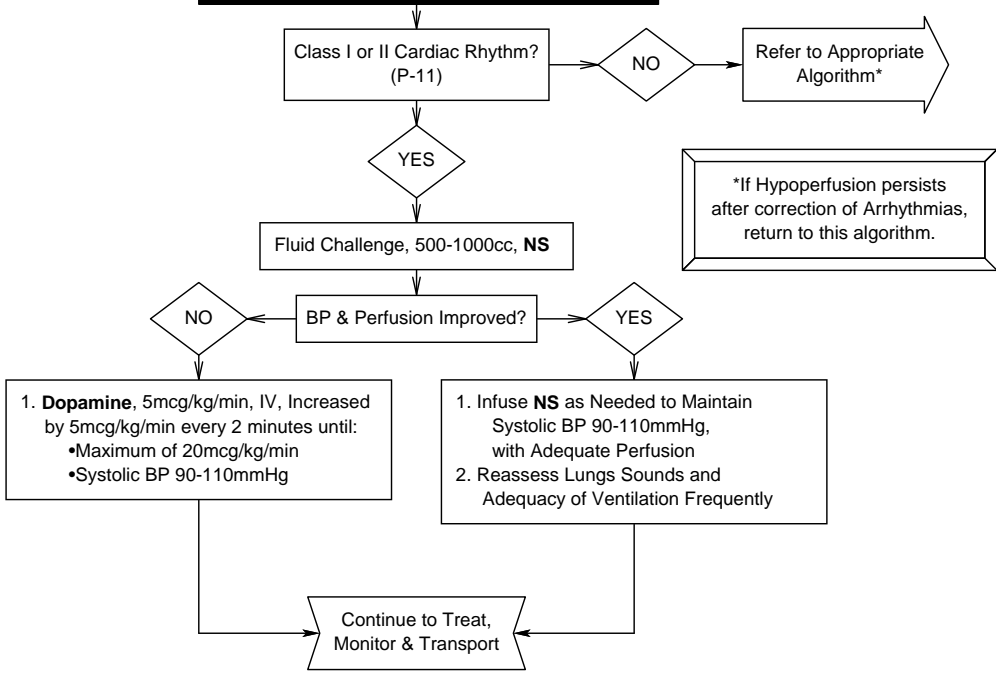 Class I or II Cardiac Rhythm?
(P-11)
NO
Refer to Appropriate
Algorithm*
YES
*If Hypoperfusion persists
after correction of Arrhythmias,
return to this algorithm.
Fluid Challenge, 500-1000cc, NS
NO
BP & Perfusion Improved?
YES
1. Dopamine, 5mcg/kg/min, IV, Increased
by 5mcg/kg/min every 2 minutes until:
•Maximum of 20mcg/kg/min
•Systolic BP 90-110mmHg
1. Infuse NS as Needed to Maintain
Systolic BP 90-110mmHg,
with Adequate Perfusion
2. Reassess Lungs Sounds and
Adequacy of Ventilation Frequently
Continue to Treat,
Monitor & Transport